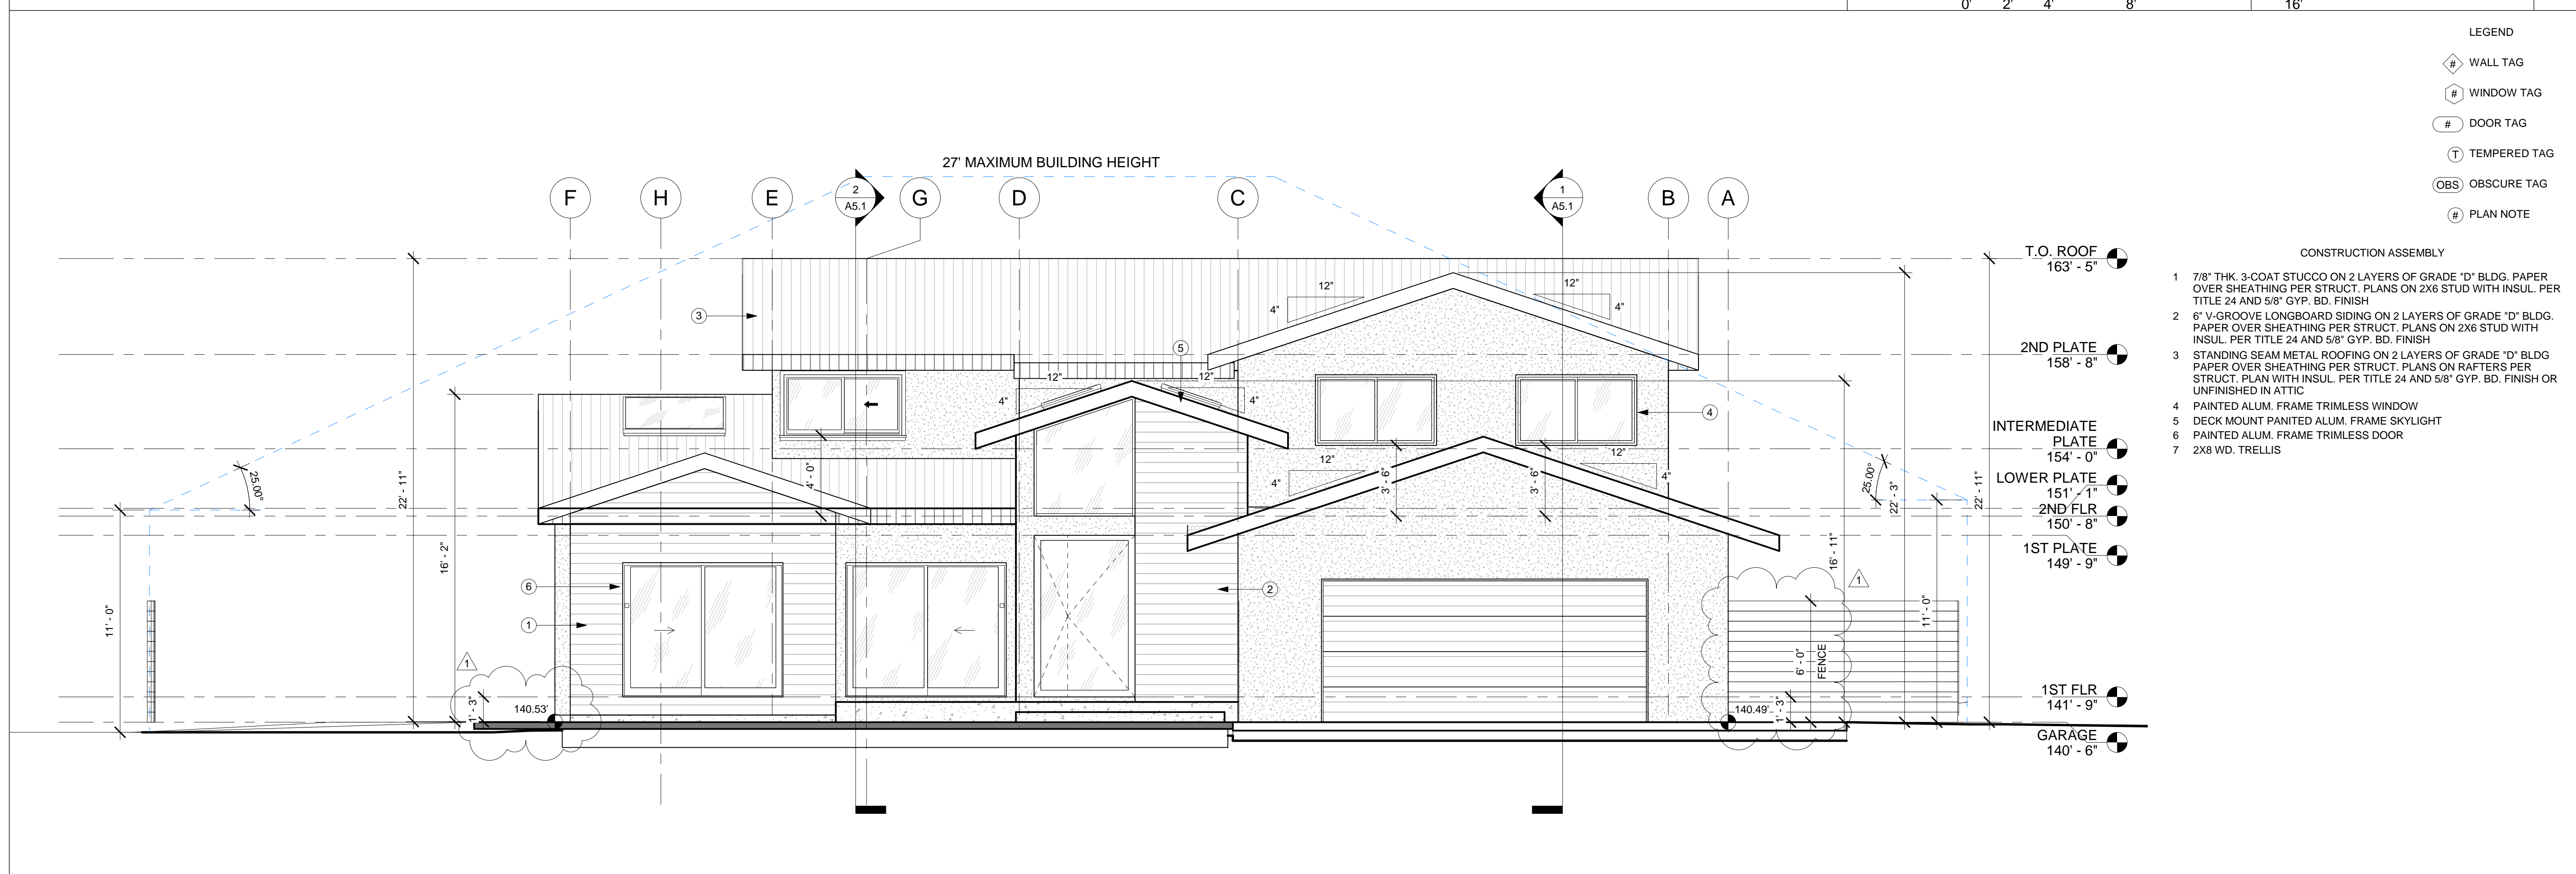 0' 2' 4' 8' 16'
LEGEND
# WALL TAG
# WINDOW TAG
# DOOR TAG
T TEMPERED TAG
OBS OBSCURE TAG
# PLAN NOTE
27' MAXIMUM BUILDING HEIGHT
F H E 2 A5.1 G D C 1 A5.1 B A
T.O. ROOF
163' - 5"
2ND PLATE
158' - 8"
INTERMEDIATE
PLATE
154' - 0"
LOWER PLATE
151' - 1"
2ND FLR
150' - 8"
1ST PLATE
149' - 9"
1ST FLR
141' - 9"
GARAGE
140' - 6"
CONSTRUCTION ASSEMBLY
1 7/8" THK. 3-COAT STUCCO ON 2 LAYERS OF GRADE "D" BLDG. PAPER
OVER SHEATHING PER STRUCT. PLANS ON 2X6 STUD WITH INSUL. PER
TITLE 24 AND 5/8" GYP. BD. FINISH
2 6" V-GROOVE LONGBOARD SIDING ON 2 LAYERS OF GRADE "D" BLDG.
PAPER OVER SHEATHING PER STRUCT. PLANS ON 2X6 STUD WITH
INSUL. PER TITLE 24 AND 5/8" GYP. BD. FINISH
3 STANDING SEAM METAL ROOFING ON 2 LAYERS OF GRADE "D" BLDG
PAPER OVER SHEATHING PER STRUCT. PLANS ON RAFTERS PER
STRUCT. PLAN WITH INSUL. PER TITLE 24 AND 5/8" GYP. BD. FINISH OR
UNFINISHED IN ATTIC
4 PAINTED ALUM. FRAME TRIMLESS WINDOW
5 DECK MOUNT PANITED ALUM. FRAME SKYLIGHT
6 PAINTED ALUM. FRAME TRIMLESS DOOR
7 2X8 WD. TRELLIS
12"
4"
12"
4"
3
5
12"
4"
12"
4"
4
12"
4"
12"
4"
25.00°
25.00°
11' - 0"
22' - 11"
16' - 2"
4' - 0"
3' - 6"
3' - 6"
16' - 11"
22' - 3"
22' - 11"
11' - 0"
6
1
2
1
1
6' - 0"
FENCE
1' - 3"
140.53'
140.49'
1' - 3"